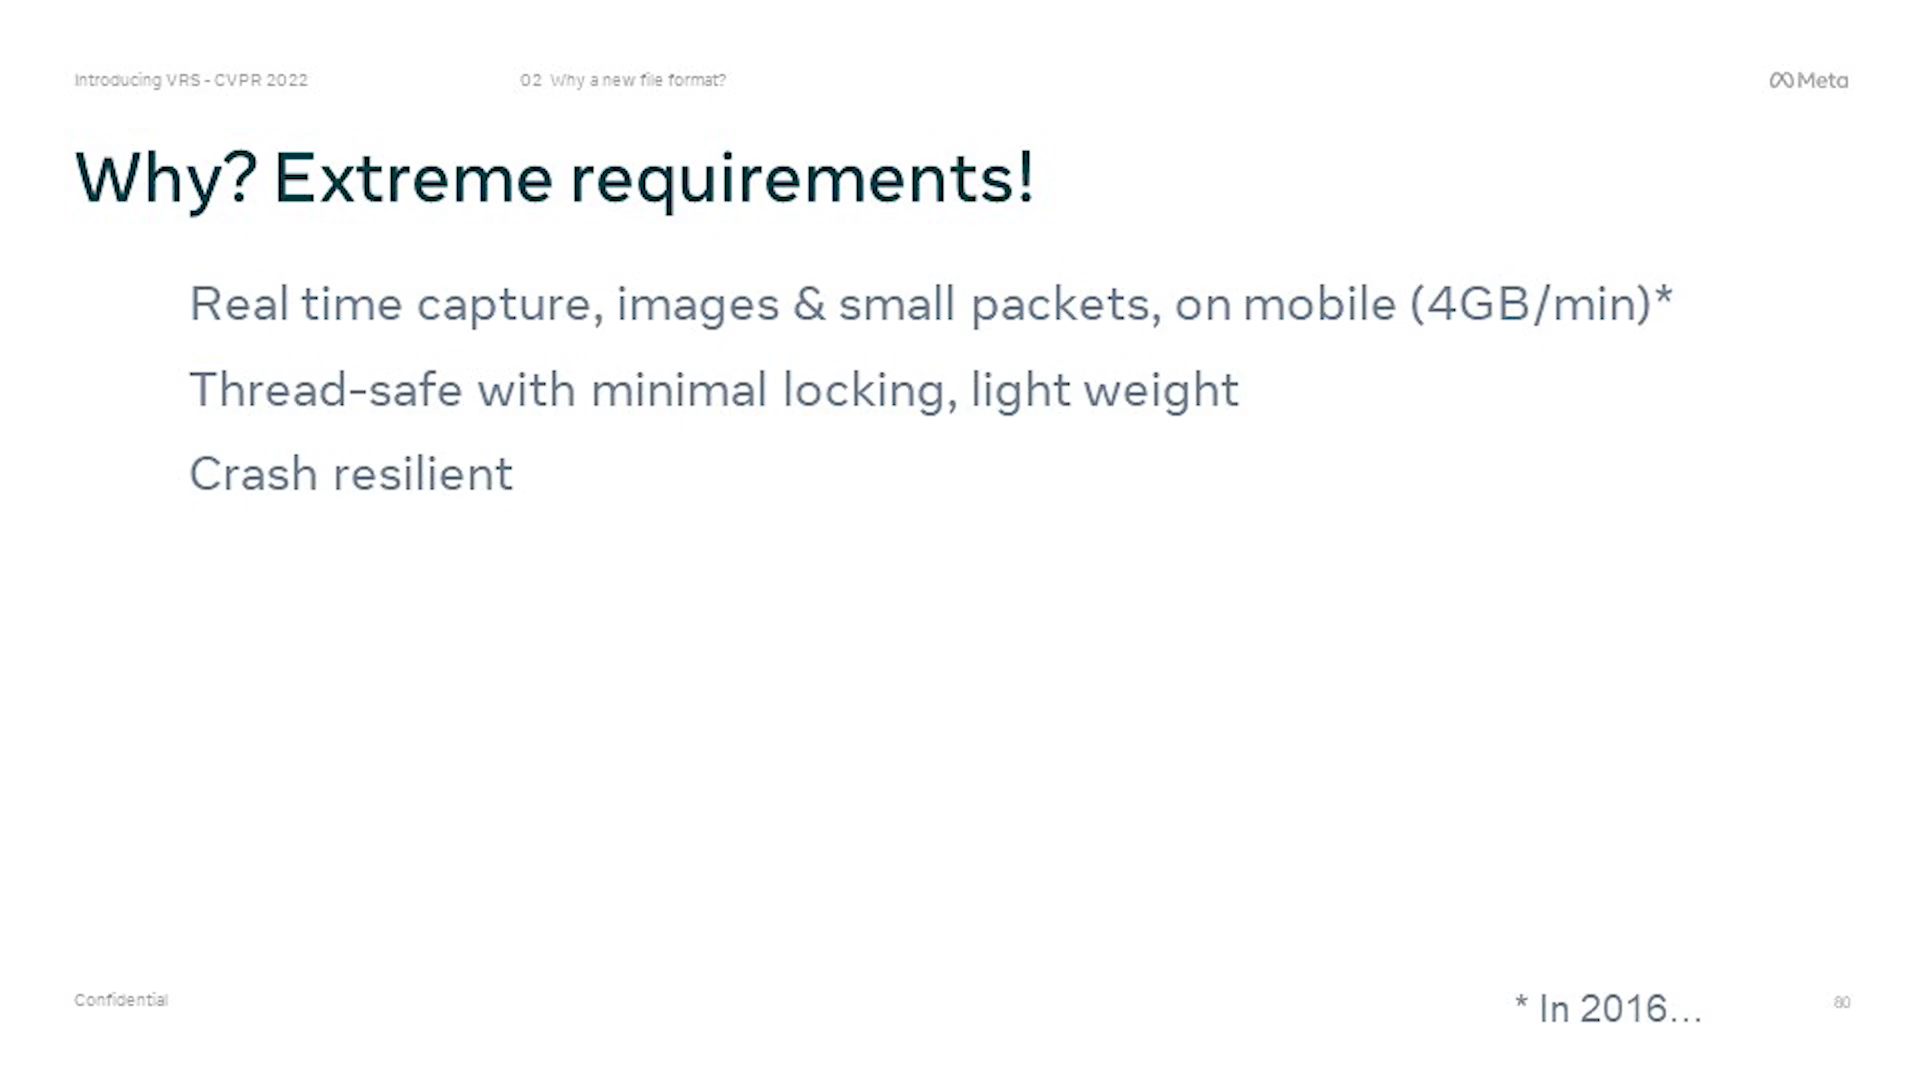 Introducing VRS - CVPR 2022
02 Why a new file format?
Meta
Why? Extreme requirements!
Real time capture, images & small packets, on mobile (4GB/min)*
Thread-safe with minimal locking, light weight
Crash resilient
Confidential
* In 2016...
80